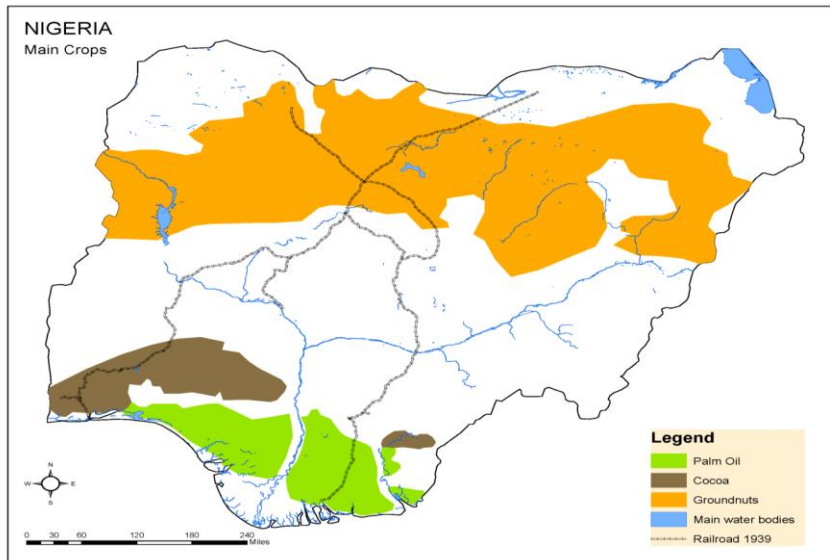 NIGERIA
Main Crops
Legend
Palm Oil
Cocoa
Groundnuts
Main water bodies
Railroad 1939
N
W E
S
0 30 60 120 180 240
Miles